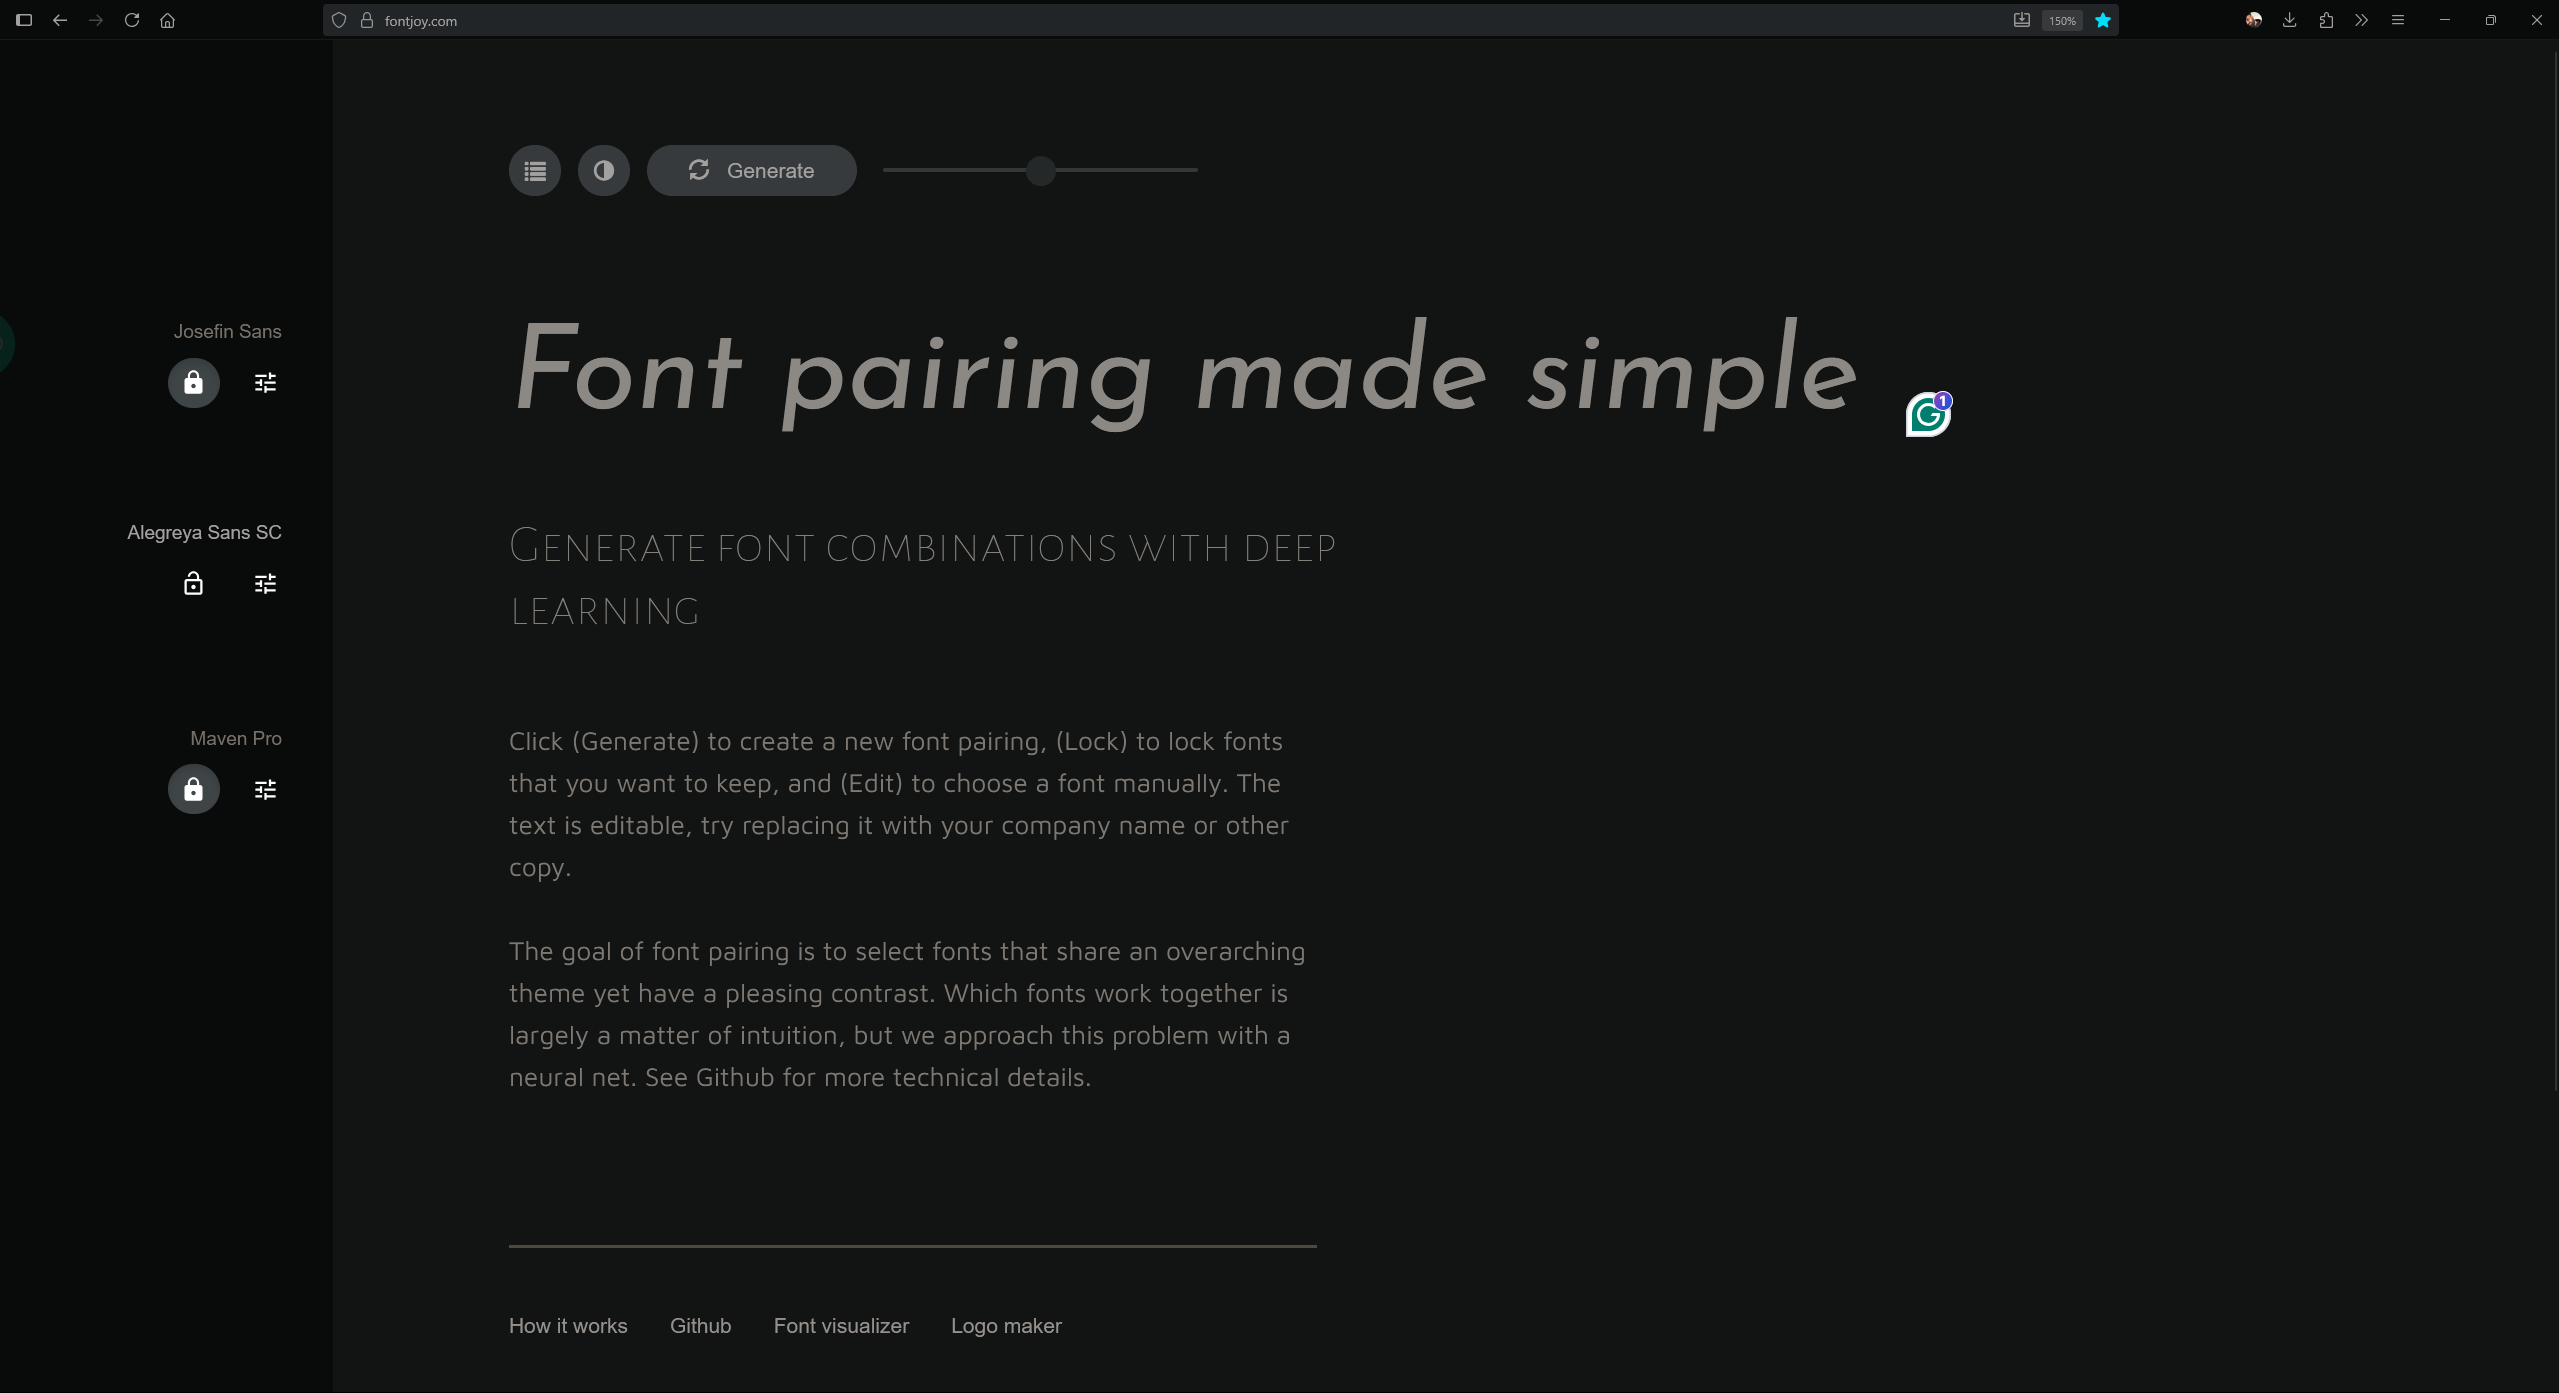 fontjoy.com
150%
Generate
Josefin Sans
Font pairing made simple
1
Alegreya Sans SC
Generate font combinations with deep
learning
Maven Pro
Click (Generate) to create a new font pairing, (Lock) to lock fonts
that you want to keep, and (Edit) to choose a font manually. The
text is editable, try replacing it with your company name or other
copy.
The goal of font pairing is to select fonts that share an overarching
theme yet have a pleasing contrast. Which fonts work together is
largely a matter of intuition, but we approach this problem with a
neural net. See Github for more technical details.
How it works
Github
Font visualizer
Logo maker